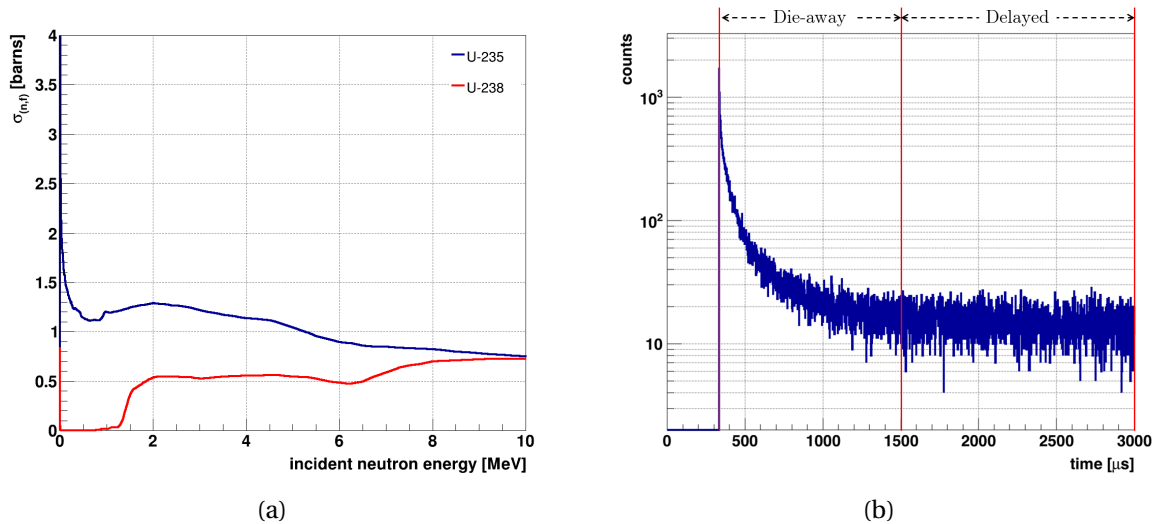 σ(n,f) [barns]
4
3.5
3
2.5
2
1.5
1
0.5
0
U-235
U-238
0 2 4 6 8 10
incident neutron energy [MeV]
(a)
Die-away Delayed
counts
10³
10²
10
0 500 1000 1500 2000 2500 3000
time [μs]
(b)